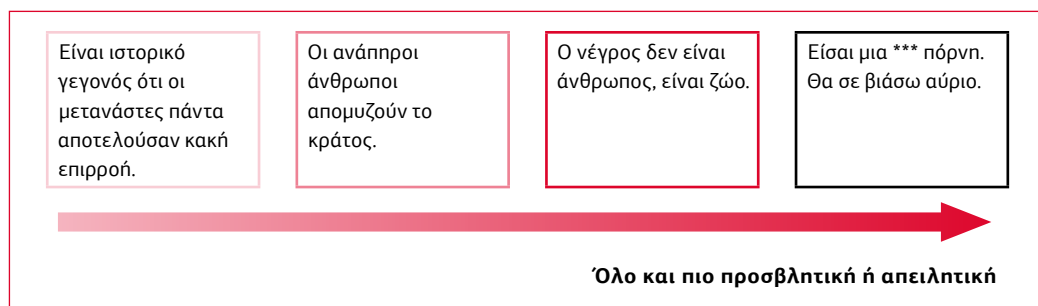 Είναι ιστορικό
γεγονός ότι οι
μετανάστες πάντα
αποτελούσαν κακή
επιρροή.
Οι ανάπηροι
άνθρωποι
απομυζούν το
κράτος.
Ο νέγρος δεν είναι
άνθρωπος, είναι ζώο.
Είσαι μια *** πόρνη.
Θα σε βιάσω αύριο.
Όλο και πιο προσβλητική ή απειλητική